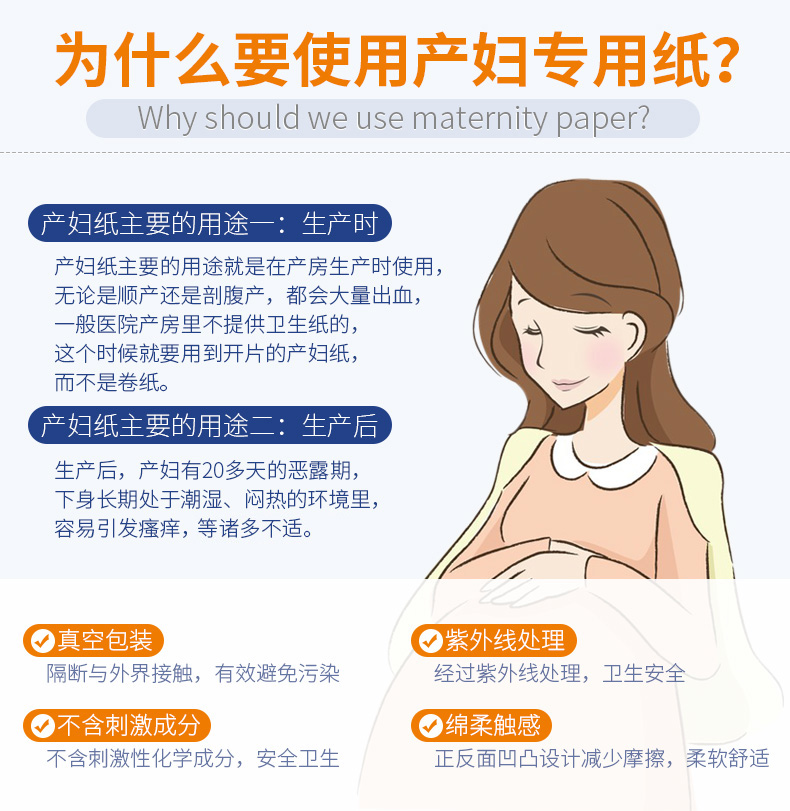 为什么要使用产妇专用纸？
Why should we use maternity paper?
产妇纸主要的用途一：生产时
产妇纸主要的用途就是在产房生产时使用，
无论是顺产还是剖腹产，都会大量出血，
一般医院产房里不提供卫生纸的，
这个时候就要用到开片的产妇纸，
而不是卷纸。
产妇纸主要的用途二：生产后
生产后，产妇有20多天的恶露期，
下身长期处于潮湿、闷热的环境里，
容易引发瘙痒，等诸多不适。
真空包装
隔断与外界接触，有效避免污染
紫外线处理
经过紫外线处理，卫生安全
不含刺激成分
不含刺激性化学成分，安全卫生
绵柔触感
正反面凹凸设计减少摩擦，柔软舒适